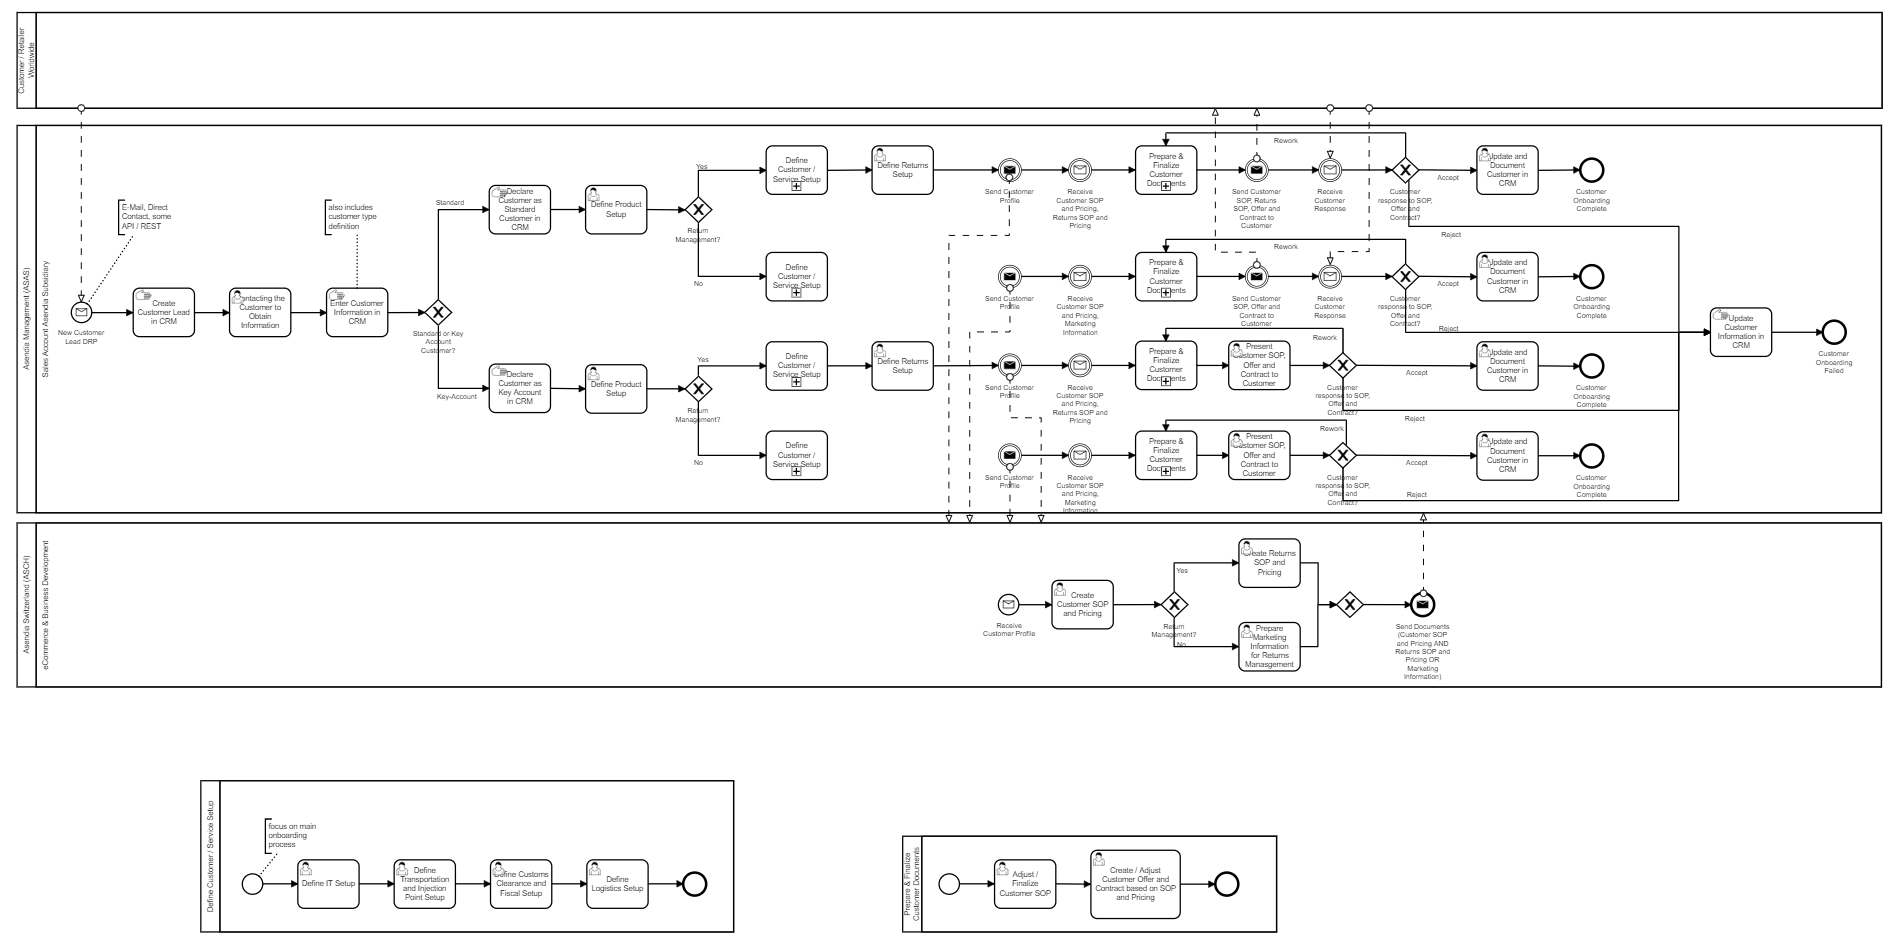 Customer / Retailer
Worldwide
Asendia Management (ASAS)
Sales Account Asendia Subsidiary
E-Mail, Direct
Contact, some
API / REST
New Customer
Lead DRP
Create
Customer Lead
in CRM
Contacting the
Customer to
Obtain
Information
also includes
customer type
definition
Enter Customer
Information in
CRM
Standard or Key
Account
Customer?
Standard
Key-Account
Declare
Customer as
Standard
Customer in
CRM
Define Product
Setup
Return
Management?
Yes
No
Define
Customer /
Service Setup
Define Returns
Setup
Define
Customer /
Service Setup
Send Customer
Profile
Receive
Customer SOP
and Pricing,
Returns SOP and
Pricing
Prepare &
Finalize
Customer
Documents
Send Customer
SOP, Retuns
SOP, Offer and
Contract to
Customer
Receive
Customer
Response
Rework
Customer
response to SOP,
Offer and
Contract?
Accept
Reject
Update and
Document
Customer in
CRM
Customer
Onboarding
Complete
Send Customer
Profile
Receive
Customer SOP
and Pricing,
Marketing
Information
Prepare &
Finalize
Customer
Documents
Send Customer
SOP, Offer and
Contract to
Customer
Receive
Customer
Response
Rework
Customer
response to SOP,
Offer and
Contract?
Accept
Reject
Update and
Document
Customer in
CRM
Customer
Onboarding
Complete
Update
Customer
Information in
CRM
Customer
Onboarding
Failed
Declare
Customer as
Key Account
in CRM
Define Product
Setup
Return
Management?
Yes
No
Define
Customer /
Service Setup
Define Returns
Setup
Define
Customer /
Service Setup
Send Customer
Profile
Receive
Customer SOP
and Pricing,
Returns SOP and
Pricing
Prepare &
Finalize
Customer
Documents
Present
Customer SOP,
Offer and
Contract to
Customer
Rework
Customer
response to SOP,
Offer and
Contract?
Accept
Reject
Update and
Document
Customer in
CRM
Customer
Onboarding
Complete
Send Customer
Profile
Receive
Customer SOP
and Pricing,
Marketing
Information
Prepare &
Finalize
Customer
Documents
Present
Customer SOP,
Offer and
Contract to
Customer
Rework
Customer
response to SOP,
Offer and
Contract?
Accept
Reject
Update and
Document
Customer in
CRM
Customer
Onboarding
Complete
Asendia Switzerland (ASCH)
eCommerce & Business Development
Receive
Customer Profile
Create
Customer SOP
and Pricing
Return
Management?
Yes
No
Create Returns
SOP and
Pricing
Prepare
Marketing
Information
for Returns
Manasgement
Send Documents
(Customer SOP
and Pricing AND
Returns SOP and
Pricing OR
Marketing
Information)
Define Customer / Service Setup
focus on main
onboarding
process
Define IT Setup
Define
Transportation
and Injection
Point Setup
Define Customs
Clearance and
Fiscal Setup
Define
Logistics Setup
Prepare & Finalize
Customer Documents
Adjust /
Finalize
Customer SOP
Create / Adjust
Customer Offer and
Contract based on SOP
and Pricing